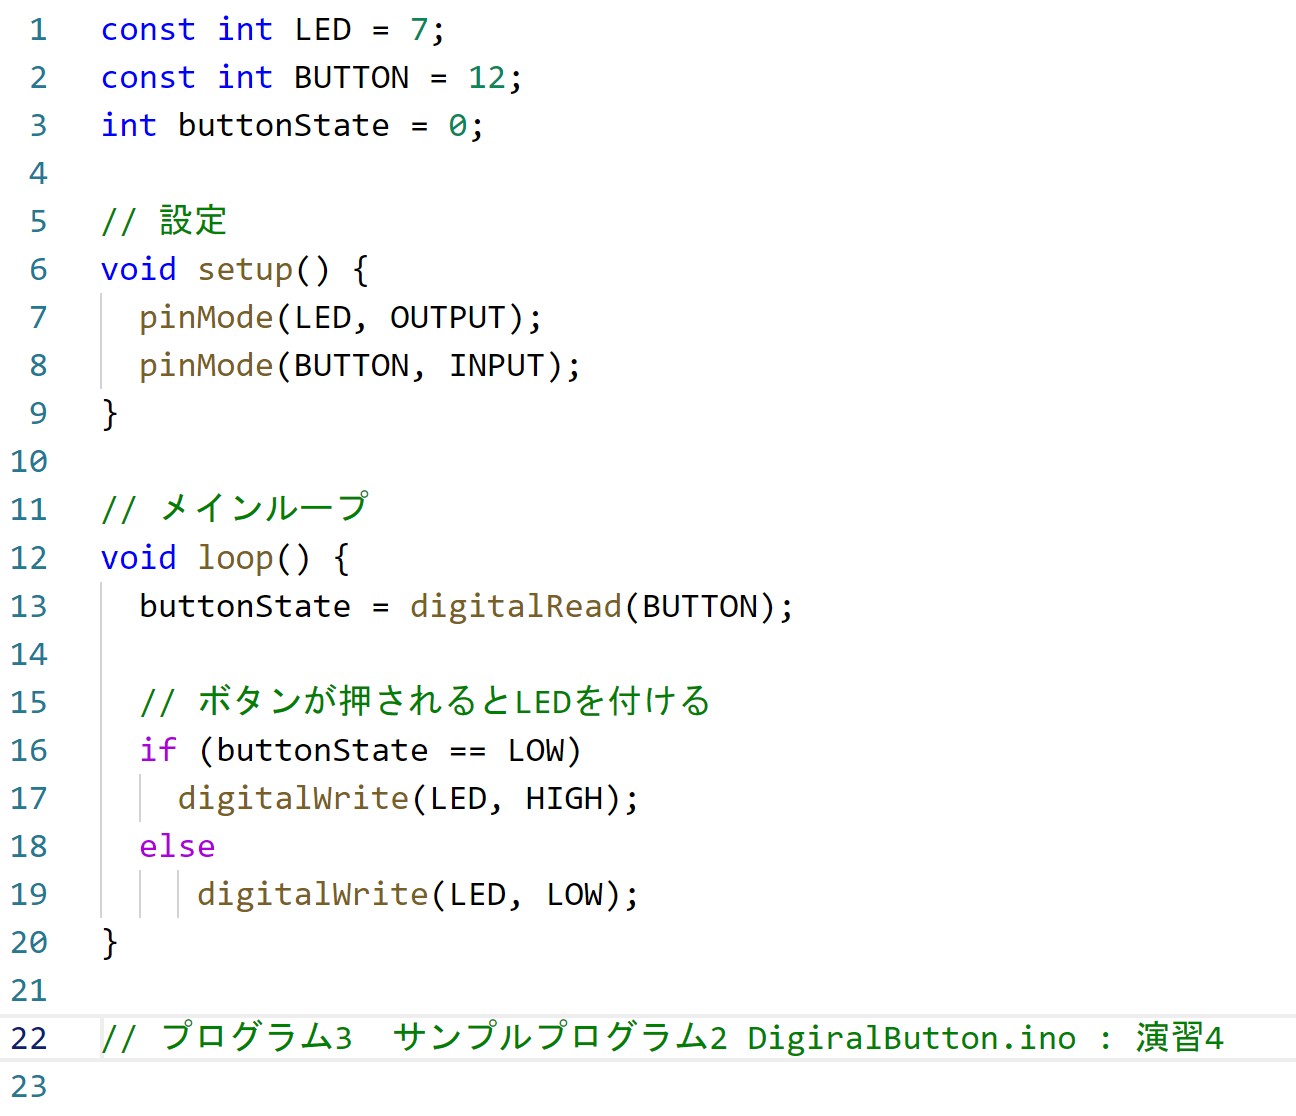 1 const int LED = 7;
2 const int BUTTON = 12;
3 int buttonState = 0;
4
5 // 設定
6 void setup() {
7   pinMode(LED, OUTPUT);
8   pinMode(BUTTON, INPUT);
9 }
10
11 // メインループ
12 void loop() {
13   buttonState = digitalRead(BUTTON);
14
15   // ボタンが押されるとLEDを付ける
16   if (buttonState == LOW)
17     digitalWrite(LED, HIGH);
18   else
19      digitalWrite(LED, LOW);
20 }
21
22 // プログラム3  サンプルプログラム2 DigiralButton.ino : 演習4
23